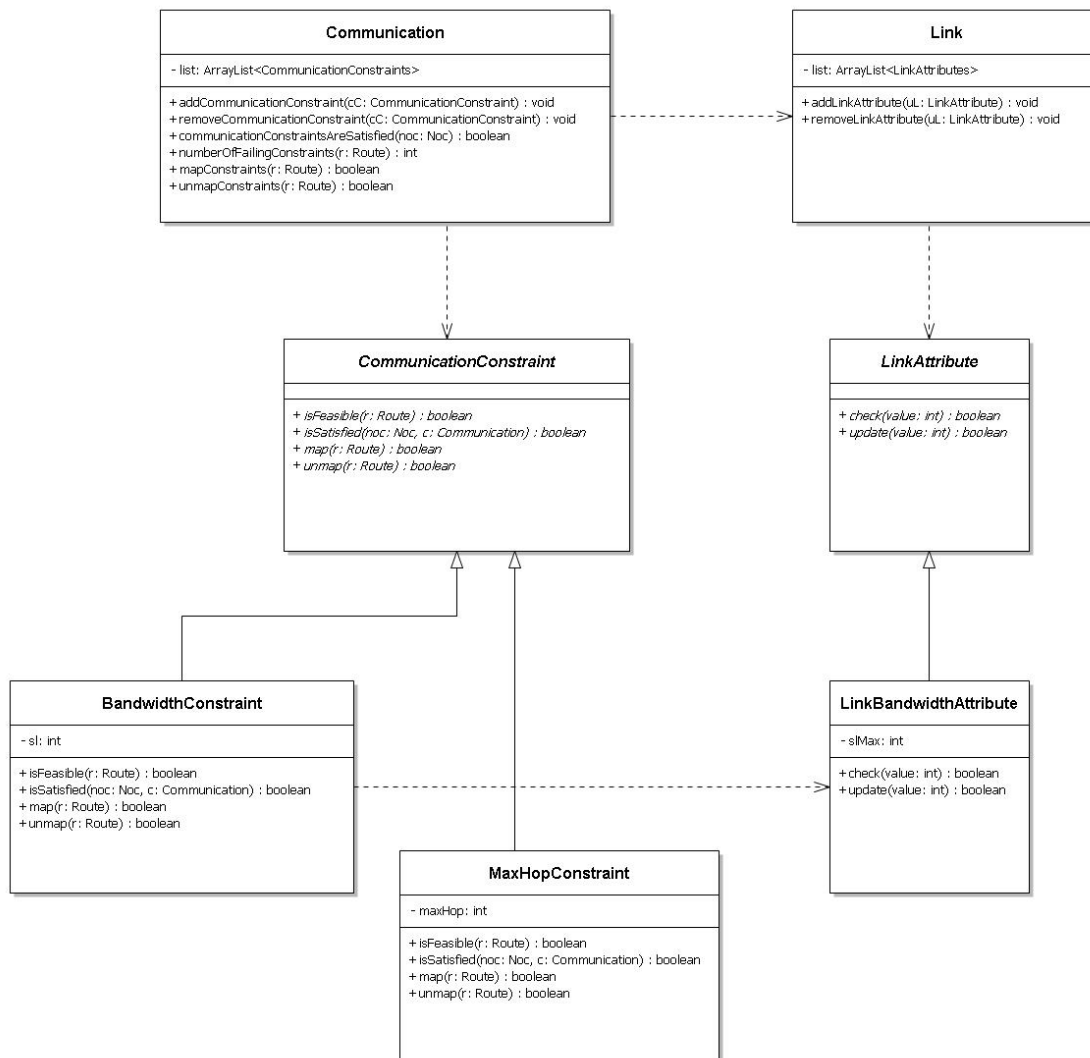 Communication
- list: ArrayList<CommunicationConstraints>
+ addCommunicationConstraint(cC: CommunicationConstraint) : void
+ removeCommunicationConstraint(cC: CommunicationConstraint) : void
+ communicationConstraintsAreSatisfied(noc: Noc) : boolean
+ numberOfFailingConstraints(r: Route) : int
+ mapConstraints(r: Route) : boolean
+ unmapConstraints(r: Route) : boolean
Link
- list: ArrayList<LinkAttributes>
+ addLinkAttribute(uL: LinkAttribute) : void
+ removeLinkAttribute(uL: LinkAttribute) : void
CommunicationConstraint
+ isFeasible(r: Route) : boolean
+ isSatisfied(noc: Noc, c: Communication) : boolean
+ map(r: Route) : boolean
+ unmap(r: Route) : boolean
LinkAttribute
+ check(value: int) : boolean
+ update(value: int) : boolean
BandwidthConstraint
- sl: int
+ isFeasible(r: Route) : boolean
+ isSatisfied(noc: Noc, c: Communication) : boolean
+ map(r: Route) : boolean
+ unmap(r: Route) : boolean
LinkBandwidthAttribute
- slMax: int
+ check(value: int) : boolean
+ update(value: int) : boolean
MaxHopConstraint
- maxHop: int
+ isFeasible(r: Route) : boolean
+ isSatisfied(noc: Noc, c: Communication) : boolean
+ map(r: Route) : boolean
+ unmap(r: Route) : boolean